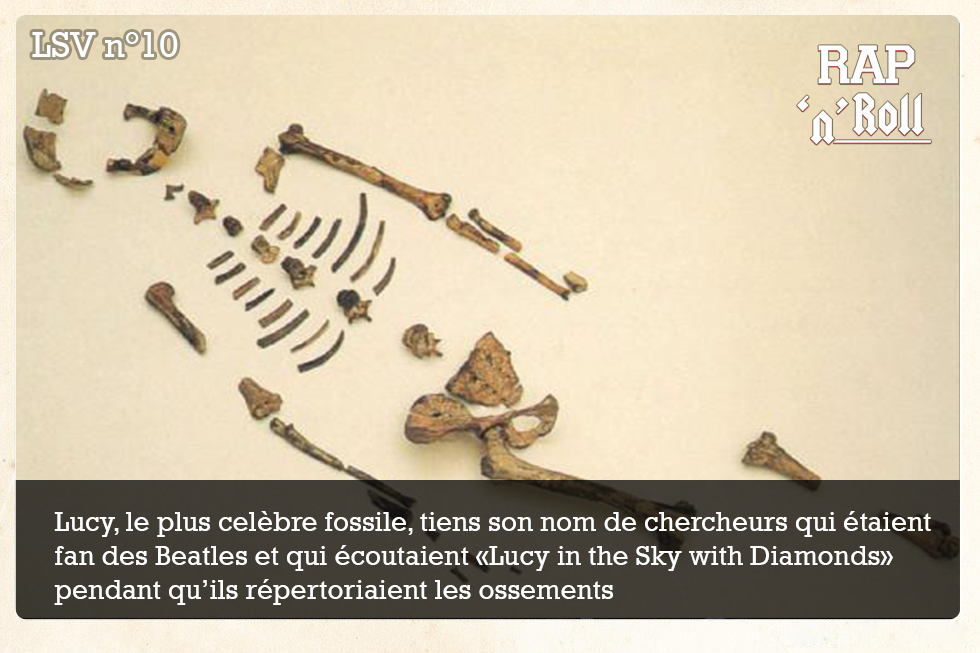 LSV n°10
RAP
'n' Roll
Lucy, le plus celèbre fossile, tiens son nom de chercheurs qui étaient
fan des Beatles et qui écoutaient «Lucy in the Sky with Diamonds»
pendant qu'ils répertoriaient les ossements